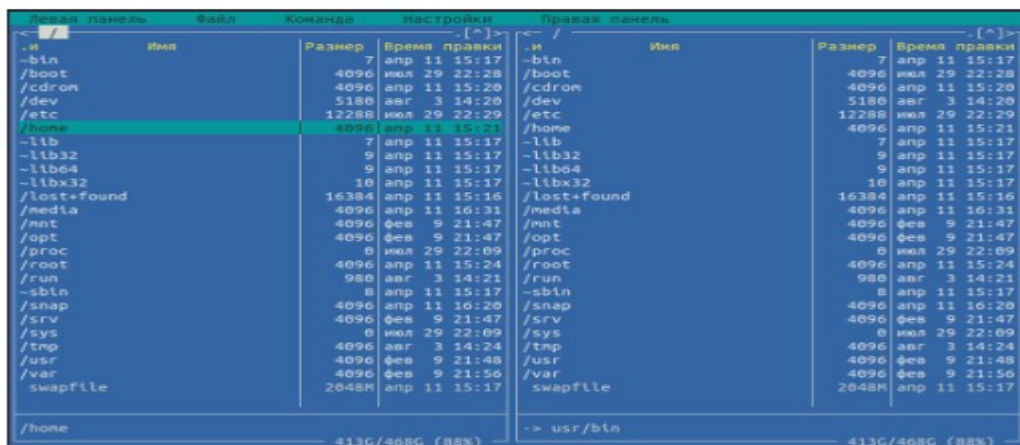 Левая панель Файл Команда Настройки Правая панель
<─ / ─.[^]>
.и Имя Размер Время правки
~bin 7 апр 11 15:17
/boot 4096 июл 29 22:28
/cdrom 4096 апр 11 15:20
/dev 5180 авг 3 14:20
/etc 12288 июл 29 22:29
/home 4096 апр 11 15:21
~lib 7 апр 11 15:17
~lib32 9 апр 11 15:17
~lib64 9 апр 11 15:17
~libx32 10 апр 11 15:17
/lost+found 16384 апр 11 15:16
/media 4096 апр 11 16:31
/mnt 4096 фев 9 21:47
/opt 4096 фев 9 21:47
/proc 0 июл 29 22:09
/root 4096 апр 11 15:24
/run 980 авг 3 14:21
~sbin 8 апр 11 15:17
/snap 4096 апр 11 16:20
/srv 4096 фев 9 21:47
/sys 0 июл 29 22:09
/tmp 4096 авг 3 14:24
/usr 4096 фев 9 21:48
/var 4096 фев 9 21:56
swapfile 2048M апр 11 15:17
/home
413G/468G (88%)
<─ / ─.[^]>
.и Имя Размер Время правки
~bin 7 апр 11 15:17
/boot 4096 июл 29 22:28
/cdrom 4096 апр 11 15:20
/dev 5180 авг 3 14:20
/etc 12288 июл 29 22:29
/home 4096 апр 11 15:21
~lib 7 апр 11 15:17
~lib32 9 апр 11 15:17
~lib64 9 апр 11 15:17
~libx32 10 апр 11 15:17
/lost+found 16384 апр 11 15:16
/media 4096 апр 11 16:31
/mnt 4096 фев 9 21:47
/opt 4096 фев 9 21:47
/proc 0 июл 29 22:09
/root 4096 апр 11 15:24
/run 980 авг 3 14:21
~sbin 8 апр 11 15:17
/snap 4096 апр 11 16:20
/srv 4096 фев 9 21:47
/sys 0 июл 29 22:09
/tmp 4096 авг 3 14:24
/usr 4096 фев 9 21:48
/var 4096 фев 9 21:56
swapfile 2048M апр 11 15:17
-> usr/bin
413G/468G (88%)